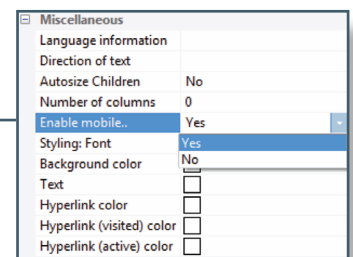 Miscellaneous
Language information
Direction of text
Autosize Children No
Number of columns 0
Enable mobile.. Yes
Styling: Font Yes
Background color No
Text
Hyperlink color
Hyperlink (visited) color
Hyperlink (active) color